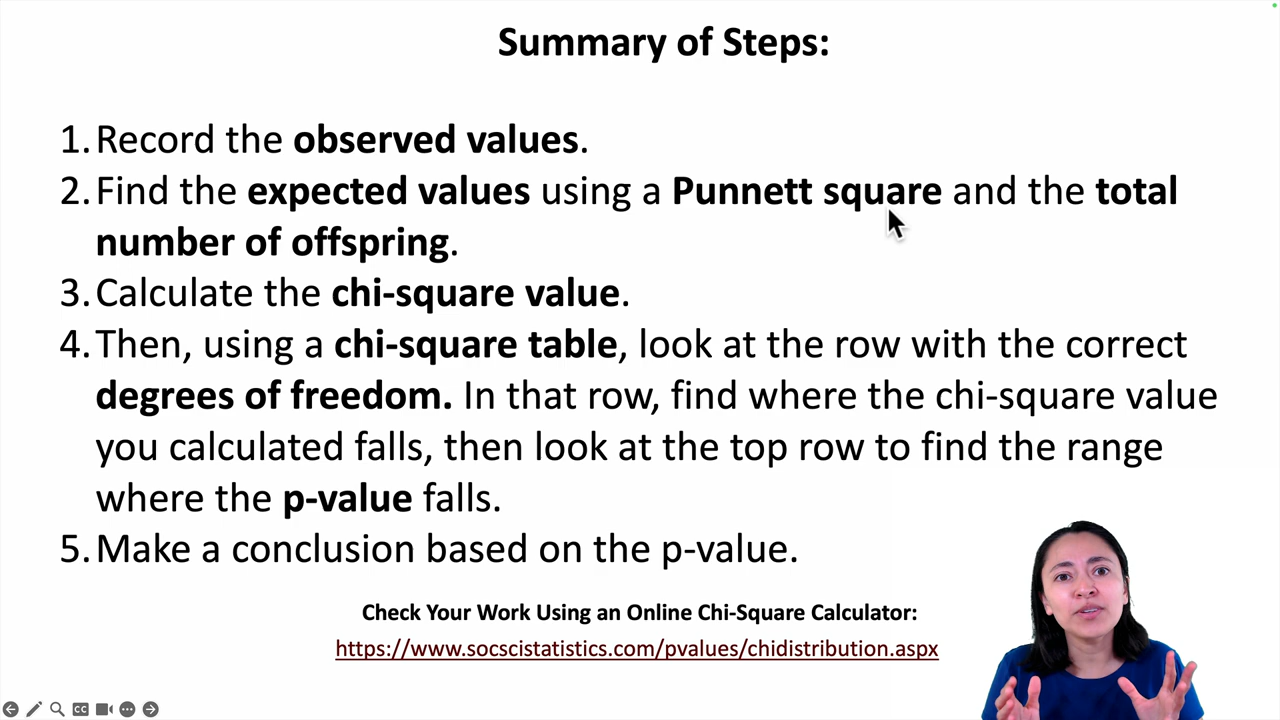 Summary of Steps:
1. Record the observed values.
2. Find the expected values using a Punnett square and the total
number of offspring.
3. Calculate the chi-square value.
4. Then, using a chi-square table, look at the row with the correct
degrees of freedom. In that row, find where the chi-square value
you calculated falls, then look at the top row to find the range
where the p-value falls.
5. Make a conclusion based on the p-value.
Check Your Work Using an Online Chi-Square Calculator:
https://www.socscistatistics.com/pvalues/chidistribution.aspx
CC